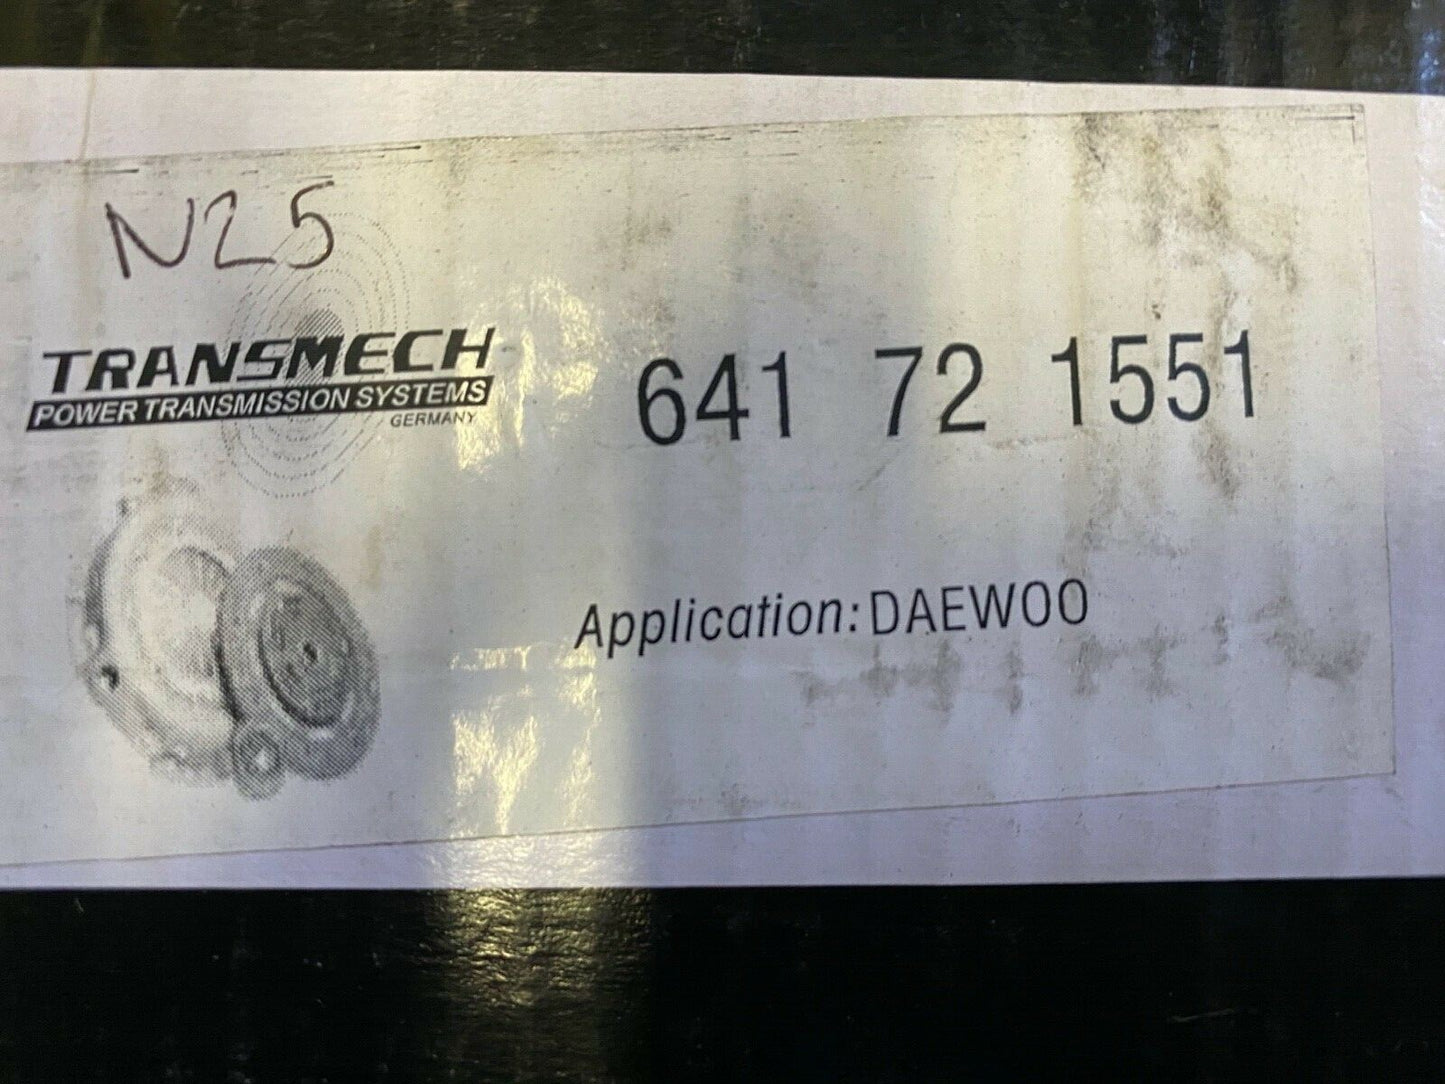 N25
TRANSMECH
POWER TRANSMISSION SYSTEMS
GERMANY
641 72 1551
Application: DAEWOO